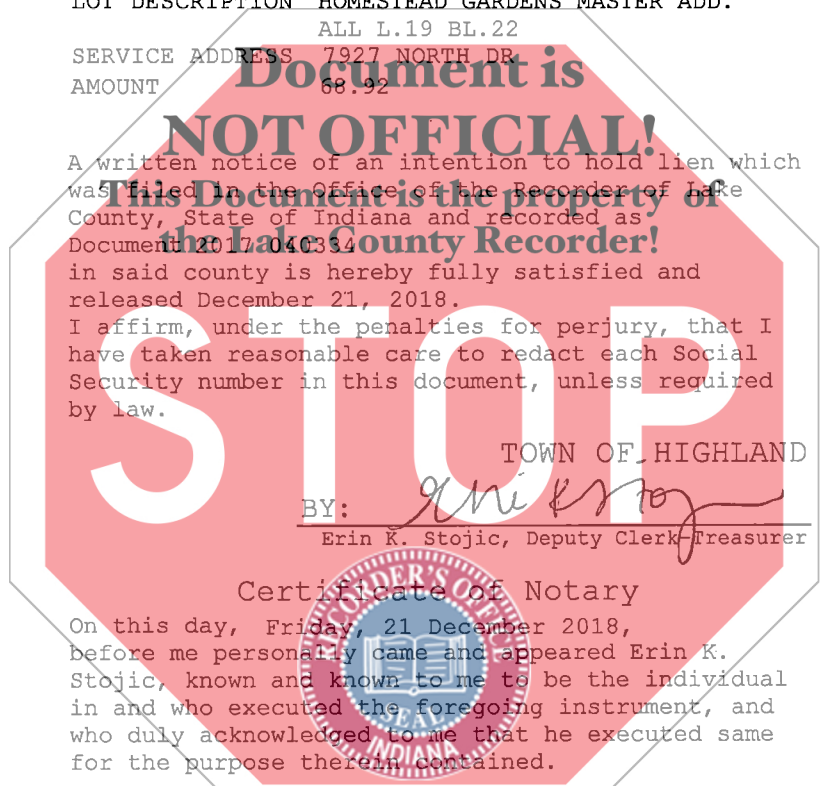 LOT DESCRIPTION HOMESTEAD GARDENS MASTER ADD.
ALL L.19 BL.22
SERVICE ADDRESS 7927 NORTH DR
AMOUNT 68.92
Document is
NOT OFFICIAL!
This Document is the property of
the Lake County Recorder!
A written notice of an intention to hold lien which
was filed in the Office of the Recorder of Lake
County, State of Indiana and recorded as
Document 2017 040334
in said county is hereby fully satisfied and
released December 21, 2018.
I affirm, under the penalties for perjury, that I
have taken reasonable care to redact each Social
Security number in this document, unless required
by law.
STOP
TOWN OF HIGHLAND
BY: Erin K Stojic
Erin K. Stojic, Deputy Clerk-Treasurer
Certificate of Notary
On this day, Friday, 21 December 2018,
before me personally came and appeared Erin K.
Stojic, known and known to me to be the individual
in and who executed the foregoing instrument, and
who duly acknowledged to me that he executed same
for the purpose therein contained.
RECORDER'S OFFICE
SEAL
INDIANA